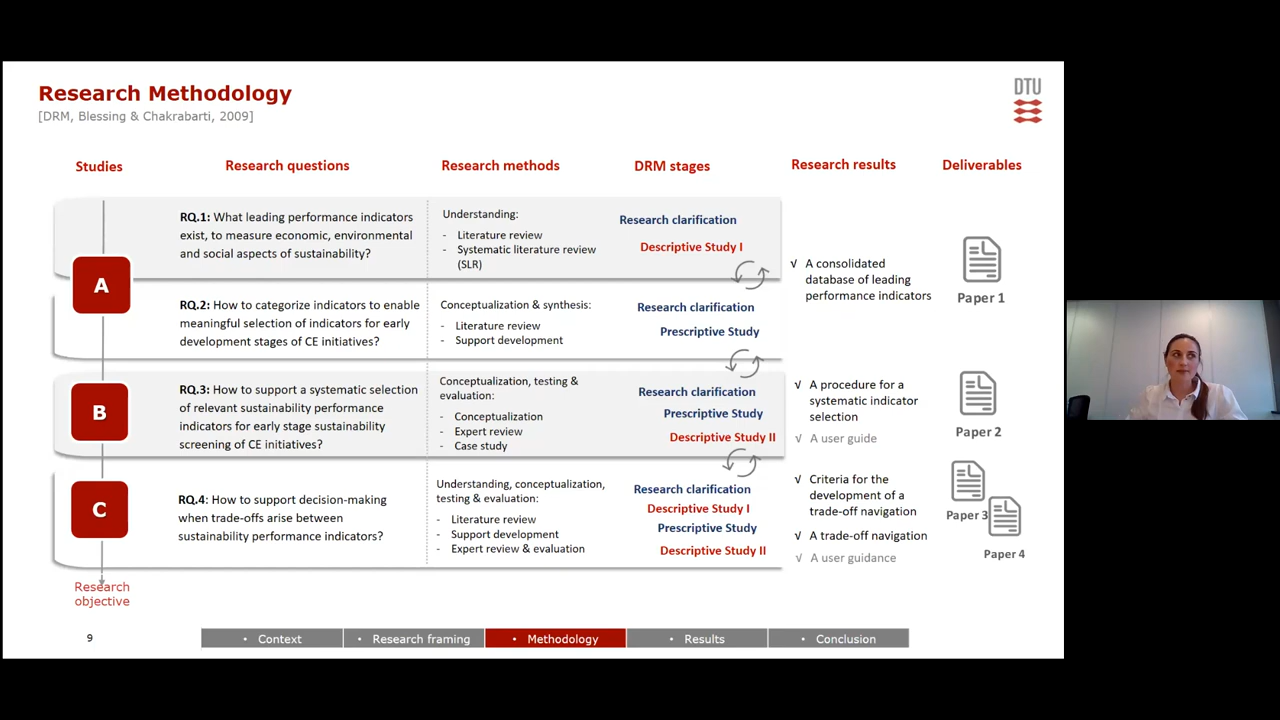 Research Methodology
[DRM, Blessing & Chakrabarti, 2009]
DTU
Studies
Research questions
Research methods
DRM stages
Research results
Deliverables
A
RQ.1: What leading performance indicators
exist, to measure economic, environmental
and social aspects of sustainability?
Understanding:
- Literature review
- Systematic literature review
(SLR)
Research clarification
Descriptive Study I
√ A consolidated
database of leading
performance indicators
Paper 1
RQ.2: How to categorize indicators to enable
meaningful selection of indicators for early
development stages of CE initiatives?
Conceptualization & synthesis:
- Literature review
- Support development
Research clarification
Prescriptive Study
B
RQ.3: How to support a systematic selection
of relevant sustainability performance
indicators for early stage sustainability
screening of CE initiatives?
Conceptualization, testing &
evaluation:
- Conceptualization
- Expert review
- Case study
Research clarification
Prescriptive Study
Descriptive Study II
√ A procedure for a
systematic indicator
selection
√ A user guide
Paper 2
C
RQ.4: How to support decision-making
when trade-offs arise between
sustainability performance indicators?
Understanding, conceptualization,
testing & evaluation:
- Literature review
- Support development
- Expert review & evaluation
Research clarification
Descriptive Study I
Prescriptive Study
Descriptive Study II
√ Criteria for the
development of a
trade-off navigation
√ A trade-off navigation
√ A user guidance
Paper 3
Paper 4
Research
objective
9
• Context
• Research framing
• Methodology
• Results
• Conclusion